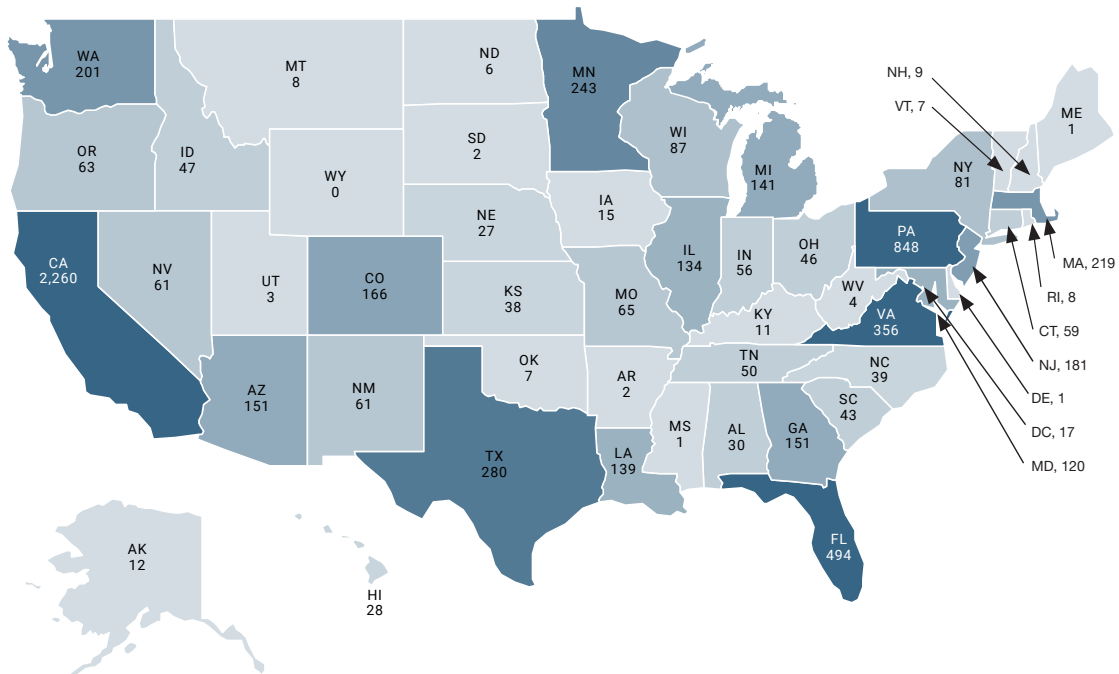 WA
201
MT
8
ND
6
MN
243
NH, 9
VT, 7
ME
1
OR
63
ID
47
SD
2
WI
87
MI
141
NY
81
WY
0
IA
15
NE
27
PA
848
CA
2,260
NV
61
UT
3
CO
166
IL
134
IN
56
OH
46
MA, 219
KS
38
MO
65
WV
4
VA
356
RI, 8
KY
11
CT, 59
AZ
151
NM
61
OK
7
AR
2
TN
50
NC
39
NJ, 181
SC
43
DE, 1
MS
1
AL
30
GA
151
DC, 17
TX
280
LA
139
MD, 120
FL
494
AK
12
HI
28